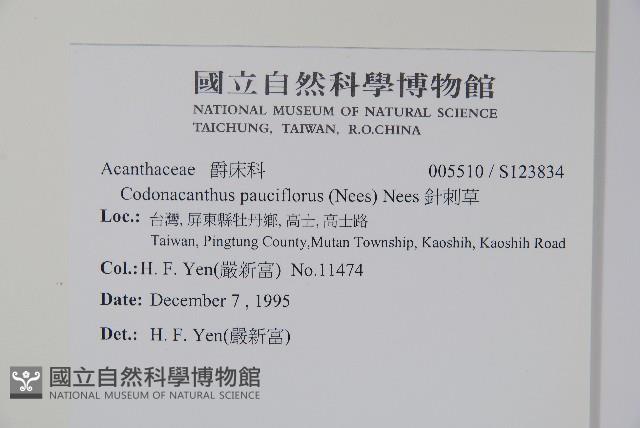 國立自然科學博物館
NATIONAL MUSEUM OF NATURAL SCIENCE
TAICHUNG, TAIWAN, R.O.CHINA
Acanthaceae 爵床科 005510 / S123834
Codonacanthus pauciflorus (Nees) Nees 針刺草
Loc.: 台灣, 屏東縣牡丹鄉, 高士, 高士路
Taiwan, Pingtung County,Mutan Township, Kaoshih, Kaoshih Road
Col.:H. F. Yen(嚴新富) No.11474
Date: December 7 , 1995
Det.: H. F. Yen(嚴新富)
國立自然科學博物館
NATIONAL MUSEUM OF NATURAL SCIENCE